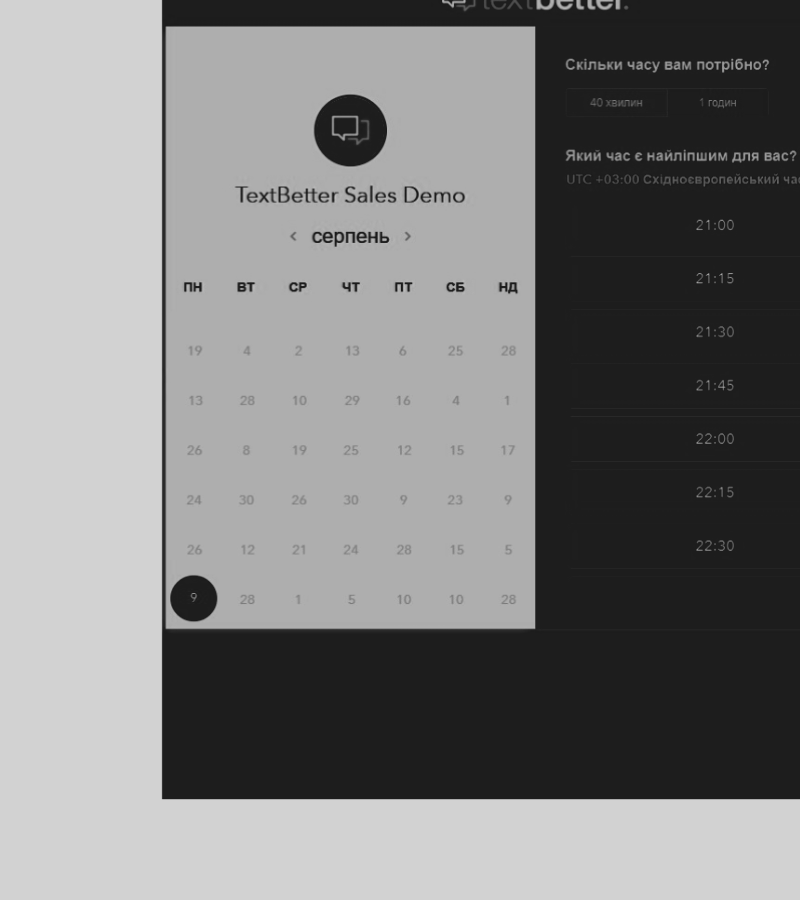 textbetter.
TextBetter Sales Demo
< серпень >
ПН ВТ СР ЧТ ПТ СБ НД
19 4 2 13 6 25 28
13 28 10 29 16 4 1
26 8 19 25 12 15 17
24 30 26 30 9 23 9
26 12 21 24 28 15 5
9 28 1 5 10 10 28
Скільки часу вам потрібно?
40 хвилин 1 годин
Який час є найліпшим для вас?
UTC +03:00 Східноєвропейський
21:00
21:15
21:30
21:45
22:00
22:15
22:30